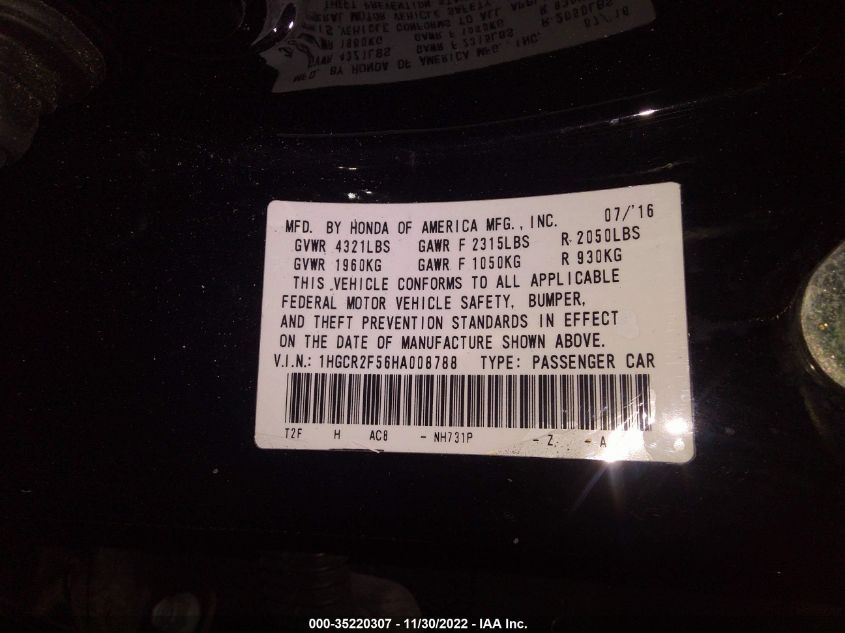 MFD. BY HONDA OF AMERICA MFG., INC. 07/'16
GVWR 4321LBS GAWR F 2315LBS R 2050LBS
GVWR 1960KG GAWR F 1050KG R 930KG
THIS VEHICLE CONFORMS TO ALL APPLICABLE
FEDERAL MOTOR VEHICLE SAFETY, BUMPER,
AND THEFT PREVENTION STANDARDS IN EFFECT
ON THE DATE OF MANUFACTURE SHOWN ABOVE.
V.I.N.: 1HGCR2F56HA008788 TYPE: PASSENGER CAR
T2F H AC8 - NH731P - Z - A
000-35220307 - 11/30/2022 - IAA Inc.